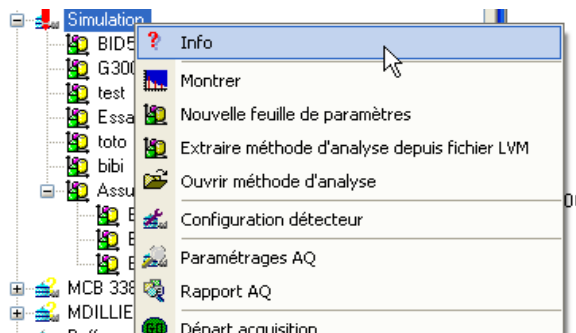 Simulation
BID5
Info
G300
Montrer
test
Essa
Nouvelle feuille de paramètres
toto
Extraire méthode d'analyse depuis fichier LVM
bibi
Ouvrir méthode d'analyse
Assu
Configuration détecteur
Paramétrages AQ
MCB 338
Rapport AQ
MDILLIE
GO Départ acquisition